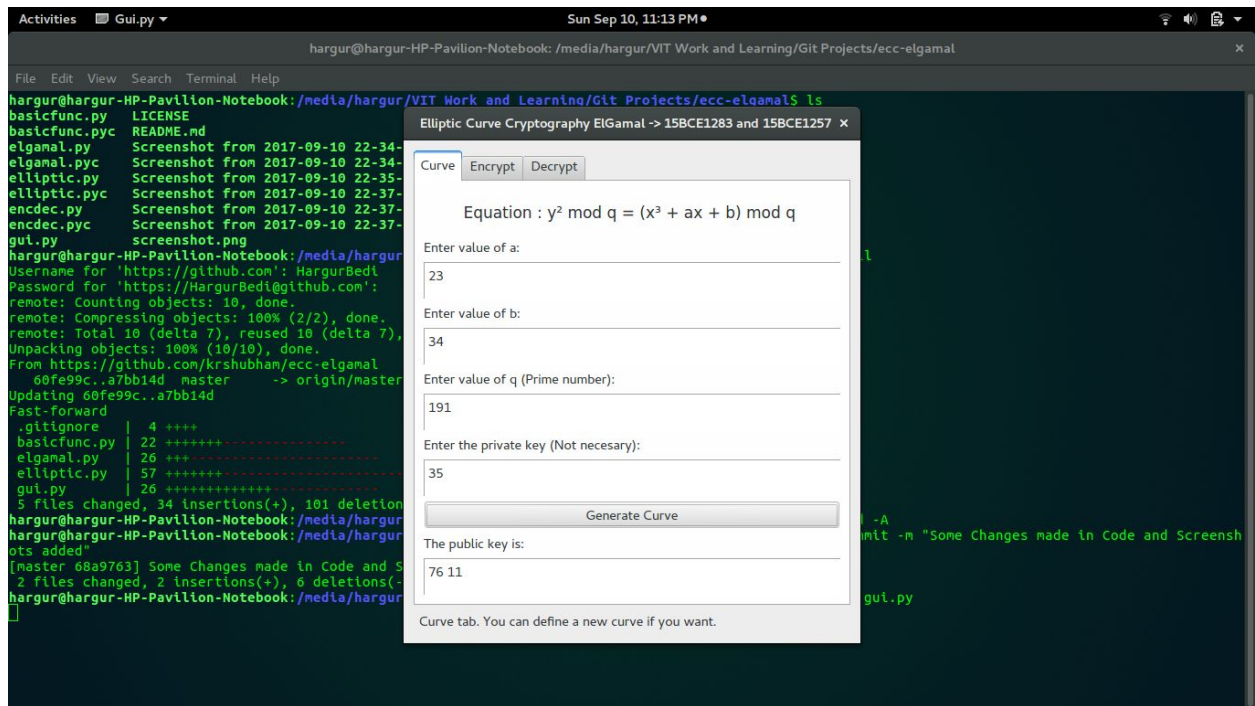 Activities Gui.py
Sun Sep 10, 11:13 PM
hargur@hargur-HP-Pavilion-Notebook: /media/hargur/VIT Work and Learning/Git Projects/ecc-elgamal
File Edit View Search Terminal Help
hargur@hargur-HP-Pavilion-Notebook:/media/hargur/VIT Work and Learning/Git Projects/ecc-elgamal$ ls
basicfunc.py LICENSE
basicfunc.pyc README.md
elgamal.py Screenshot from 2017-09-10 22-34-
elgamal.pyc Screenshot from 2017-09-10 22-34-
elliptic.py Screenshot from 2017-09-10 22-35-
elliptic.pyc Screenshot from 2017-09-10 22-37-
encdec.py Screenshot from 2017-09-10 22-37-
encdec.pyc Screenshot from 2017-09-10 22-37-
gui.py screenshot.png
hargur@hargur-HP-Pavilion-Notebook:/media/hargur
Username for 'https://github.com': HargurBedi
Password for 'https://HargurBedi@github.com':
remote: Counting objects: 10, done.
remote: Compressing objects: 100% (2/2), done.
remote: Total 10 (delta 7), reused 10 (delta 7),
Unpacking objects: 100% (10/10), done.
From https://github.com/krshubham/ecc-elgamal
60fe99c..a7bb14d master -> origin/master
Updating 60fe99c..a7bb14d
Fast-forward
.gitignore | 4 ++++
basicfunc.py | 22 +++++++---------------
elgamal.py | 26 +++-----------------------
elliptic.py | 57 +++++++------------------------
gui.py | 26 +++++++++++++-------------
5 files changed, 34 insertions(+), 101 deletion
hargur@hargur-HP-Pavilion-Notebook:/media/hargur -A
hargur@hargur-HP-Pavilion-Notebook:/media/hargur mit -m "Some Changes made in Code and Screensh
ots added"
[master 68a9763] Some Changes made in Code and S
2 files changed, 2 insertions(+), 6 deletions(-
hargur@hargur-HP-Pavilion-Notebook:/media/hargur gui.py
Elliptic Curve Cryptography ElGamal -> 15BCE1283 and 15BCE1257 ×
Curve Encrypt Decrypt
Equation : y² mod q = (x³ + ax + b) mod q
Enter value of a:
23
Enter value of b:
34
Enter value of q (Prime number):
191
Enter the private key (Not necesary):
35
Generate Curve
The public key is:
76 11
Curve tab. You can define a new curve if you want.